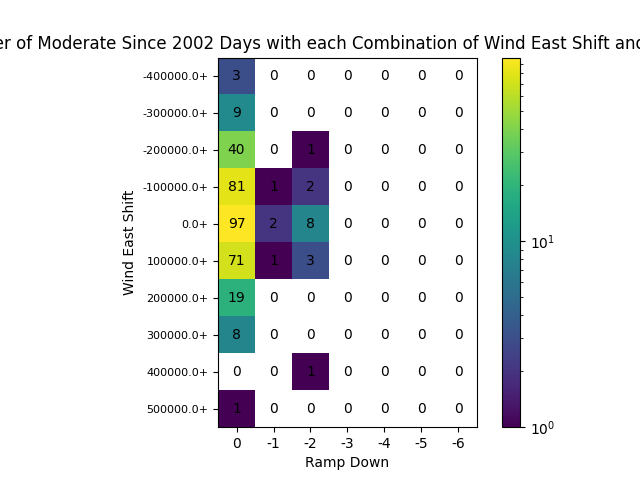 er of Moderate Since 2002 Days with each Combination of Wind East Shift and
-400000.0+ 3 0 0 0 0 0 0
-300000.0+ 9 0 0 0 0 0 0
-200000.0+ 40 0 1 0 0 0 0
-100000.0+ 81 1 2 0 0 0 0
0.0+ 97 2 8 0 0 0 0
100000.0+ 71 1 3 0 0 0 0
200000.0+ 19 0 0 0 0 0 0
300000.0+ 8 0 0 0 0 0 0
400000.0+ 0 0 1 0 0 0 0
500000.0+ 1 0 0 0 0 0 0
0 -1 -2 -3 -4 -5 -6
Ramp Down
Wind East Shift
10¹
10⁰